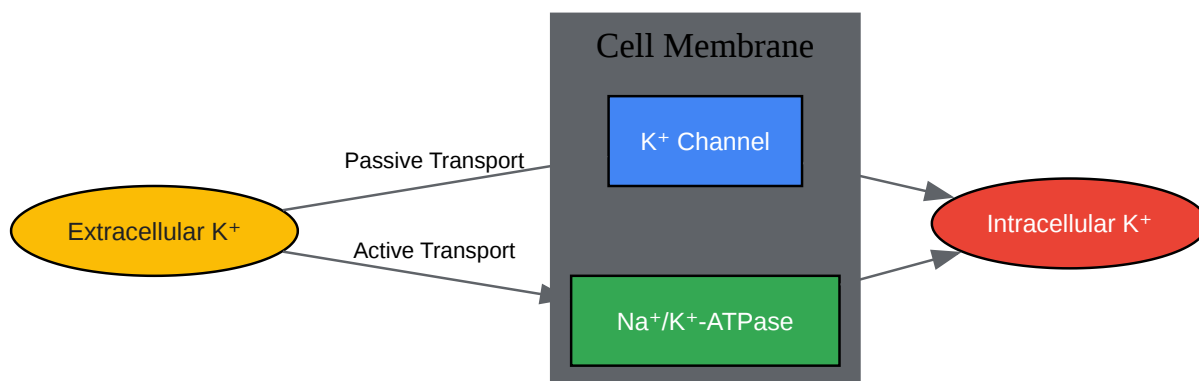 Cell Membrane
K⁺ Channel
Passive Transport
Extracellular K⁺
Intracellular K⁺
Active Transport
Na⁺/K⁺-ATPase